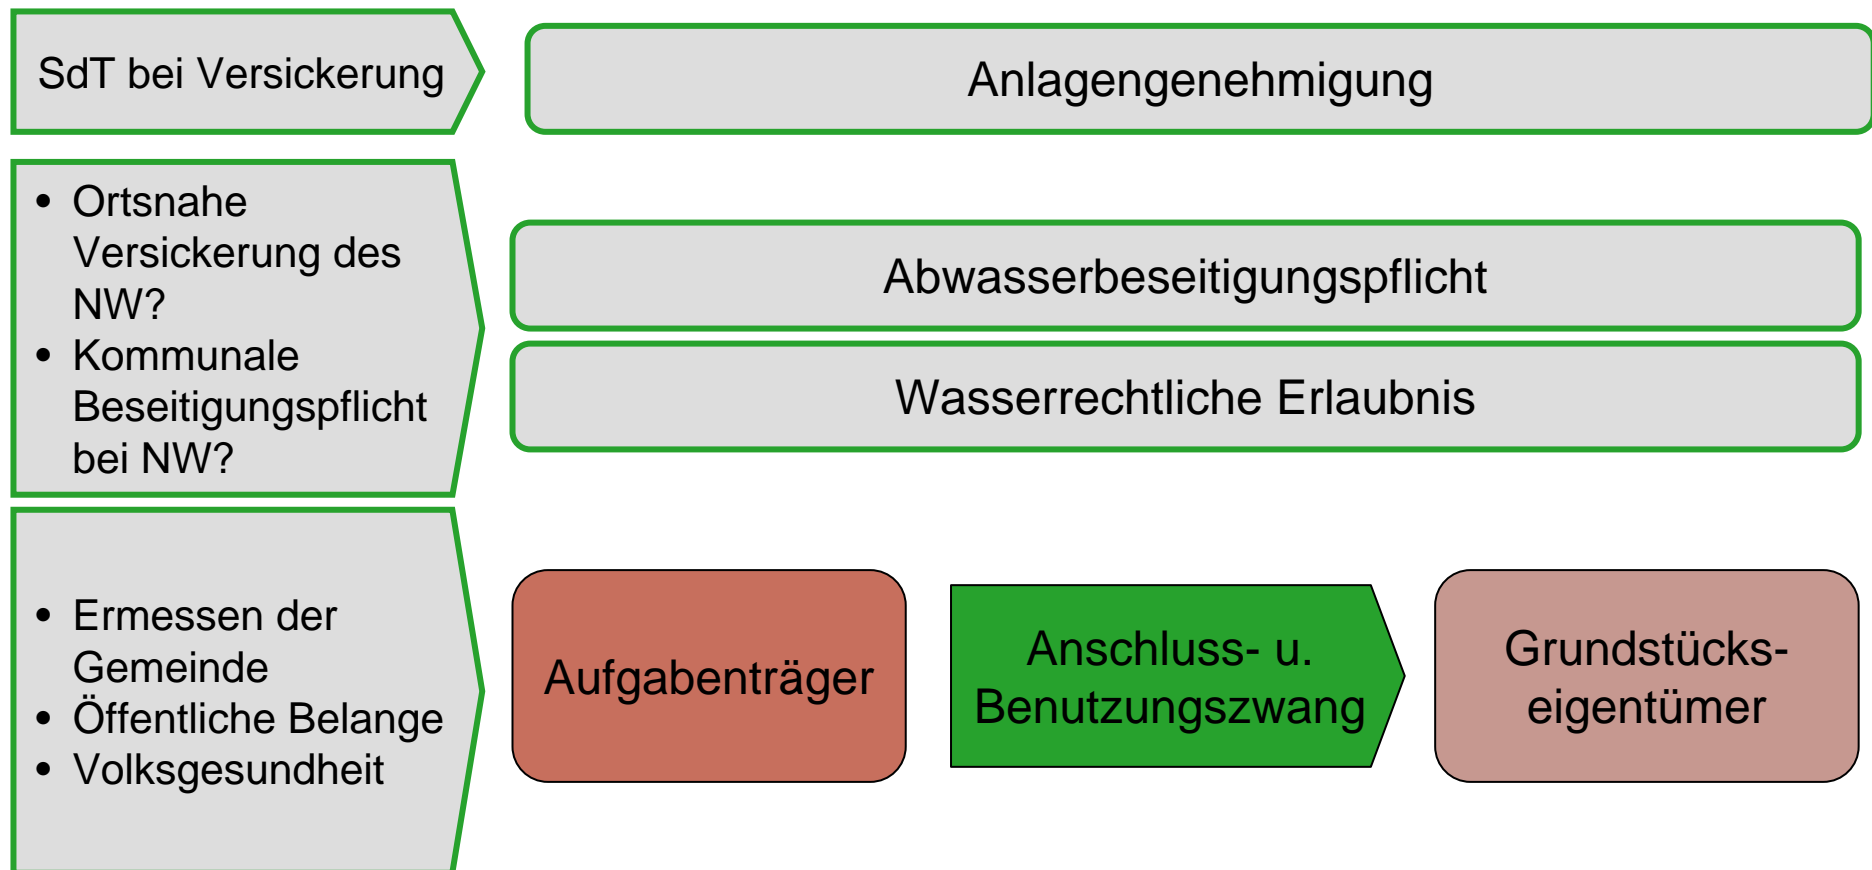 SdT bei Versickerung
Anlagengenehmigung
• Ortsnahe
Versickerung des
NW?
• Kommunale
Beseitigungspflicht
bei NW?
Abwasserbeseitigungspflicht
Wasserrechtliche Erlaubnis
• Ermessen der
Gemeinde
• Öffentliche Belange
• Volksgesundheit
Aufgabenträger
Anschluss- u.
Benutzungszwang
Grundstücks-
eigentümer